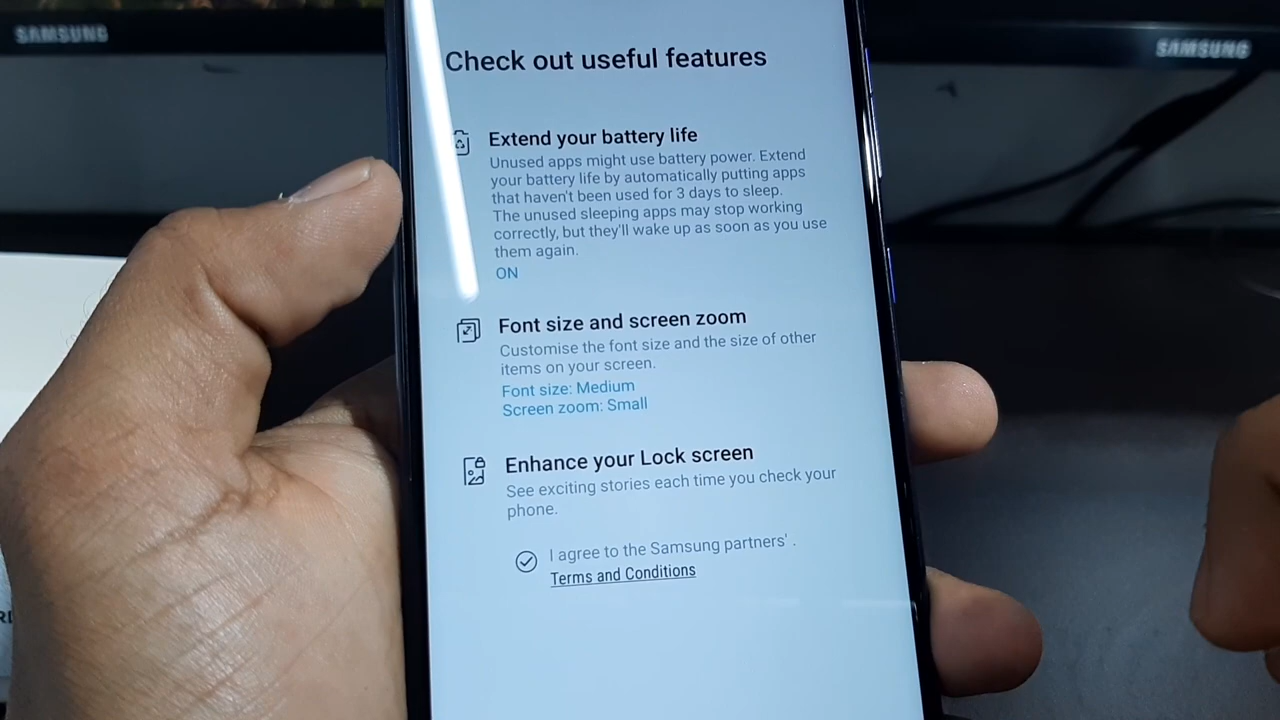 SAMSUNG
SAMSUNG
Check out useful features
Extend your battery life
Unused apps might use battery power. Extend
your battery life by automatically putting apps
that haven't been used for 3 days to sleep.
The unused sleeping apps may stop working
correctly, but they'll wake up as soon as you use
them again.
ON
Font size and screen zoom
Customise the font size and the size of other
items on your screen.
Font size: Medium
Screen zoom: Small
Enhance your Lock screen
See exciting stories each time you check your
phone.
I agree to the Samsung partners' .
Terms and Conditions